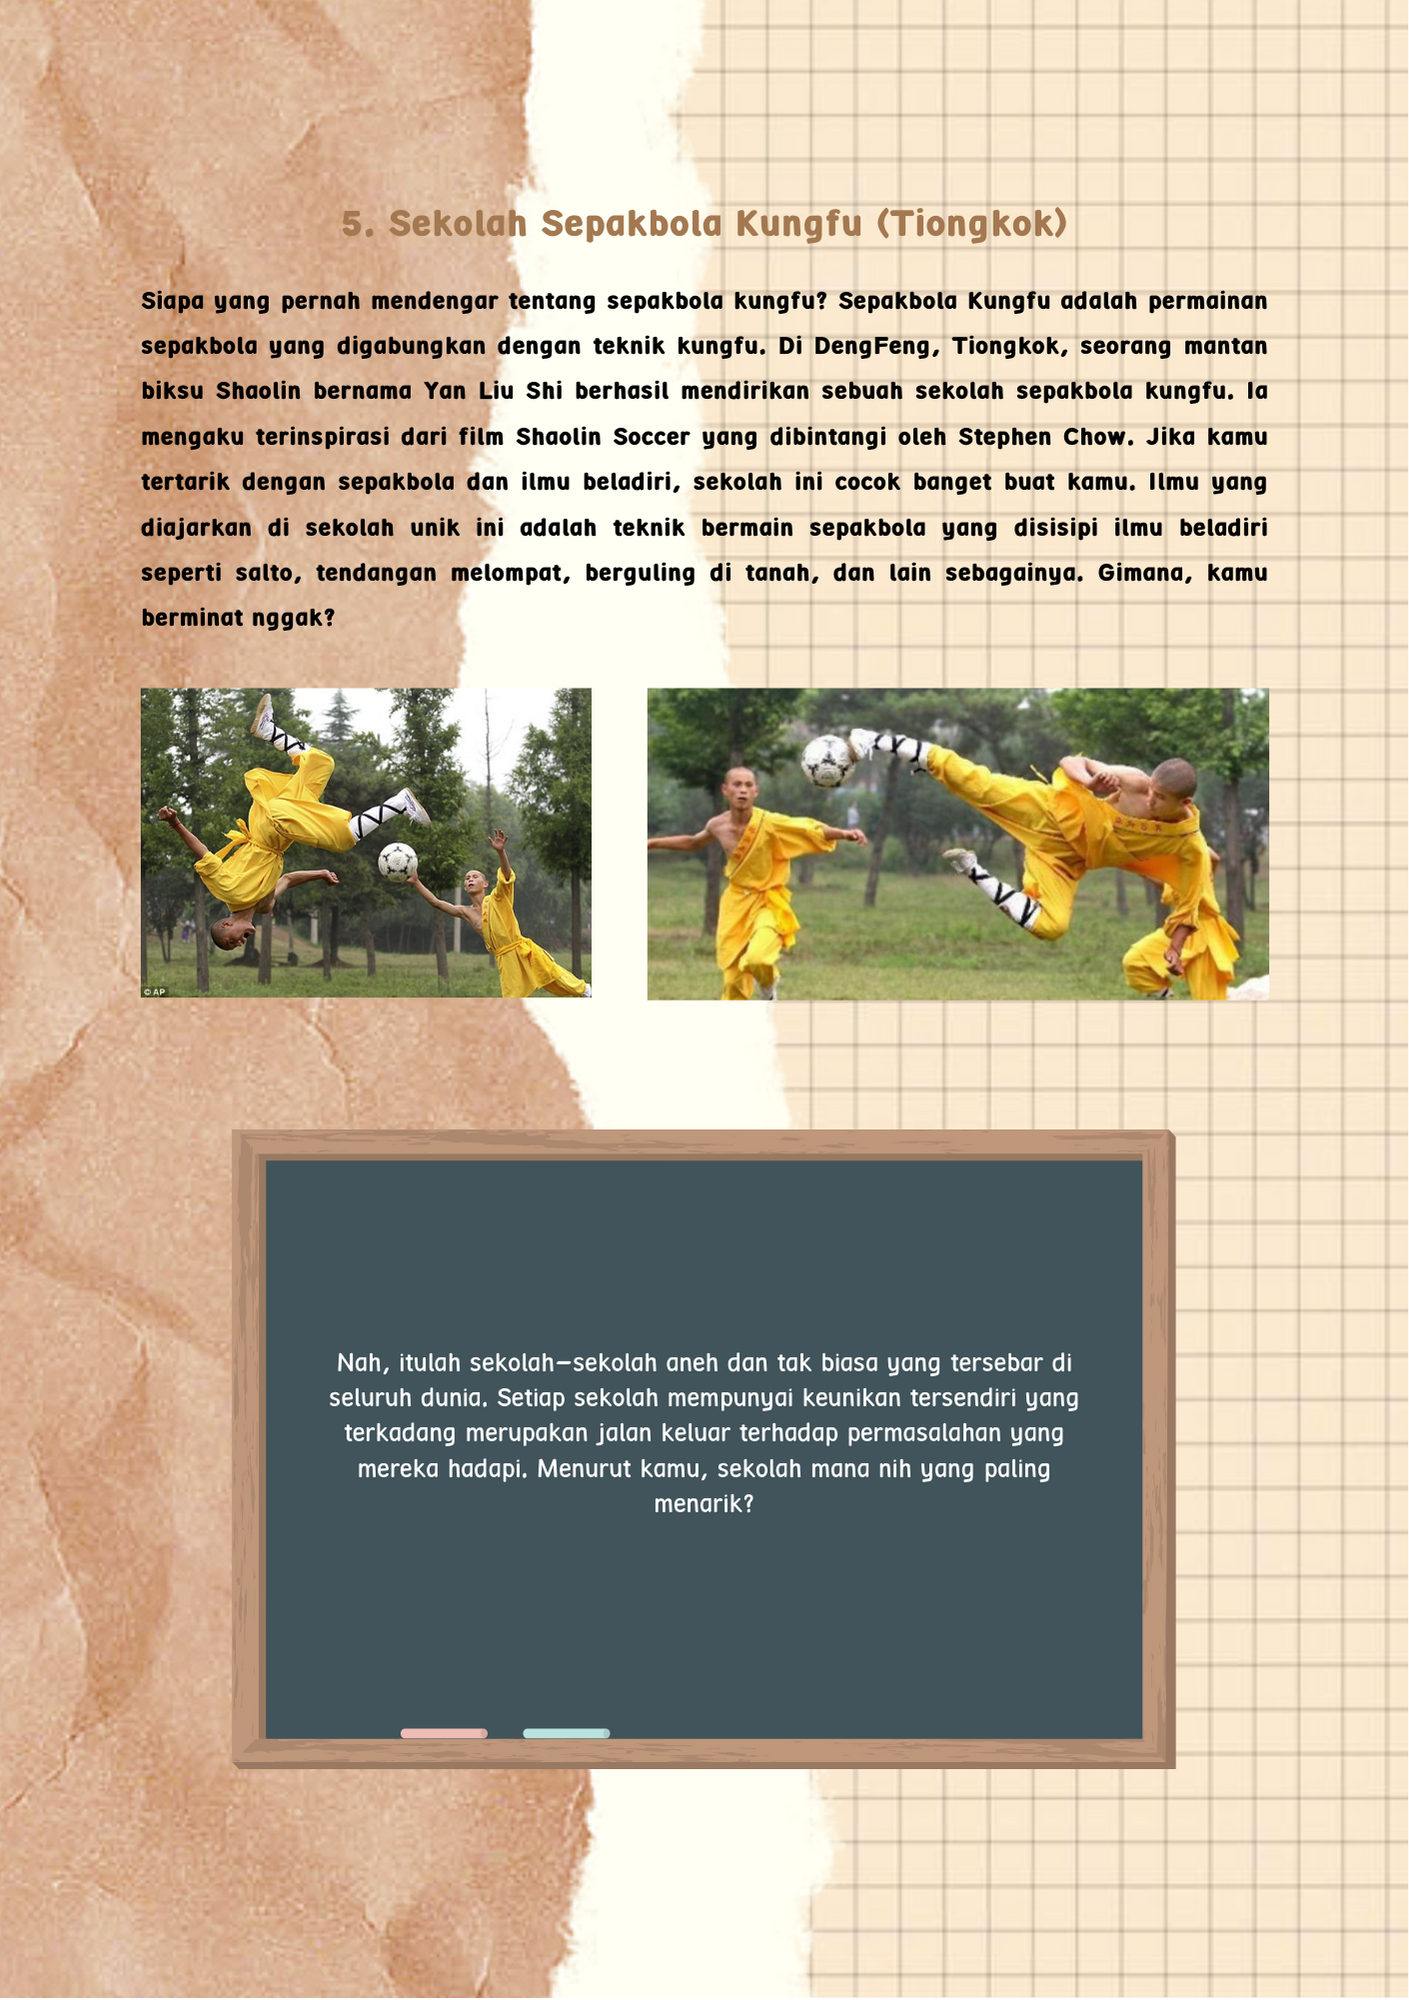 5. Sekolah Sepakbola Kungfu (Tiongkok)
Siapa yang pernah mendengar tentang sepakbola kungfu? Sepakbola Kungfu adalah permainan
sepakbola yang digabungkan dengan teknik kungfu. Di DengFeng, Tiongkok, seorang mantan
biksu Shaolin bernama Yan Liu Shi berhasil mendirikan sebuah sekolah sepakbola kungfu. Ia
mengaku terinspirasi dari film Shaolin Soccer yang dibintangi oleh Stephen Chow. Jika kamu
tertarik dengan sepakbola dan ilmu beladiri, sekolah ini cocok banget buat kamu. Ilmu yang
diajarkan di sekolah unik ini adalah teknik bermain sepakbola yang disisipi ilmu beladiri
seperti salto, tendangan melompat, berguling di tanah, dan lain sebagainya. Gimana, kamu
berminat nggak?
© AP
Nah, itulah sekolah-sekolah aneh dan tak biasa yang tersebar di
seluruh dunia. Setiap sekolah mempunyai keunikan tersendiri yang
terkadang merupakan jalan keluar terhadap permasalahan yang
mereka hadapi. Menurut kamu, sekolah mana nih yang paling
menarik?